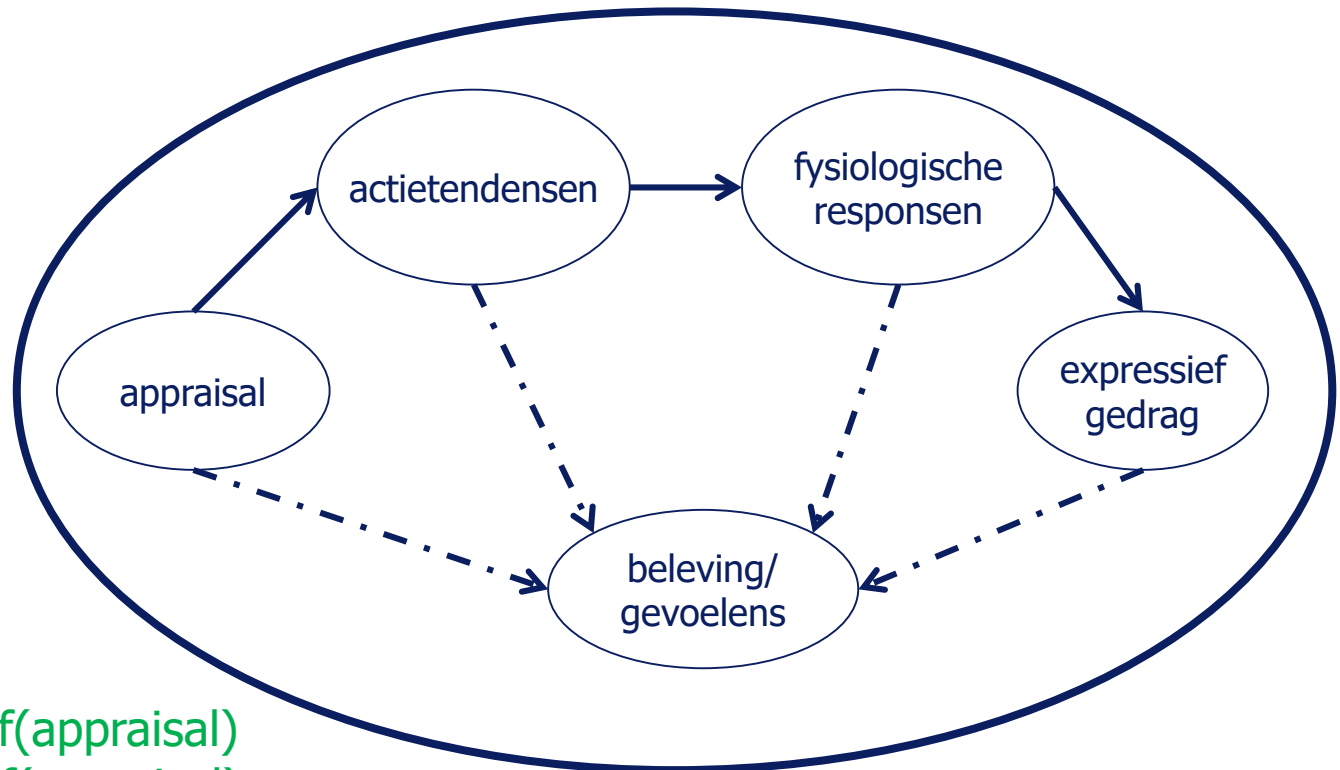 actietendensen
fysiologische
responsen
appraisal
expressief
gedrag
beleving/
gevoelens
f(appraisal)